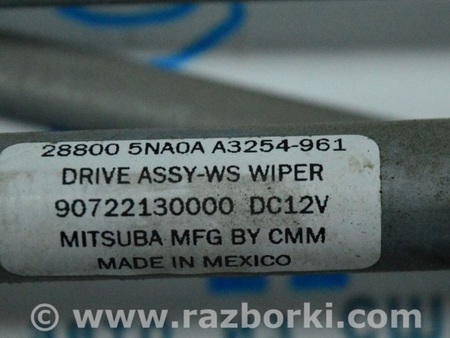 28800 5NA0A A3254-961
DRIVE ASSY-WS WIPER
90722130000 DC12V
MITSUBA MFG BY CMM
MADE IN MEXICO
© www.razborki.com